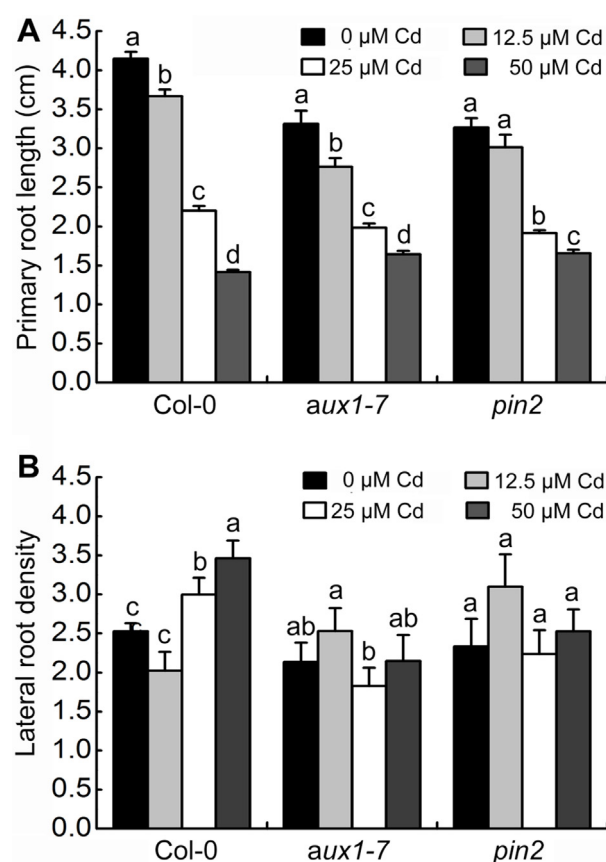 A
0 µM Cd 12.5 µM Cd
25 µM Cd 50 µM Cd
Primary root length (cm)
4.5
4.0
3.5
3.0
2.5
2.0
1.5
1.0
0.5
0.0
a b c d
a b c d
a a b c
Col-0 aux1-7 pin2
B
0 µM Cd 12.5 µM Cd
25 µM Cd 50 µM Cd
Lateral root density
4.5
4.0
3.5
3.0
2.5
2.0
1.5
1.0
0.5
0.0
c c b a
ab a b ab
a a a a
Col-0 aux1-7 pin2